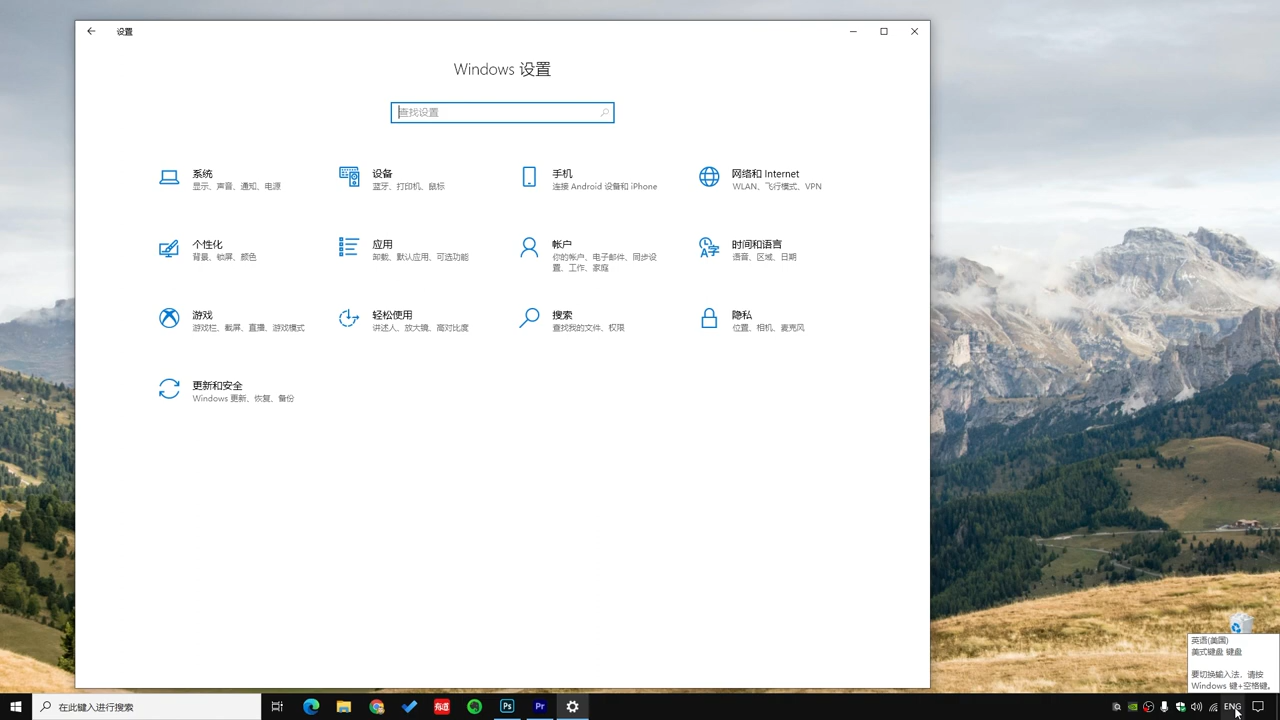 设置
Windows 设置
查找设置
系统
显示、声音、通知、电源
设备
蓝牙、打印机、鼠标
手机
连接 Android 设备和 iPhone
网络和 Internet
WLAN、飞行模式、VPN
个性化
背景、锁屏、颜色
应用
卸载、默认应用、可选功能
帐户
你的帐户、电子邮件、同步设
置、工作、家庭
时间和语言
语音、区域、日期
游戏
游戏栏、截屏、直播、游戏模式
轻松使用
讲述人、放大镜、高对比度
搜索
查找我的文件、权限
隐私
位置、相机、麦克风
更新和安全
Windows 更新、恢复、备份
英语(美国)
美式键盘 键盘
要切换输入法，请按
Windows 键+空格键。
在此键入进行搜索
有道
Ps
Pr
ENG